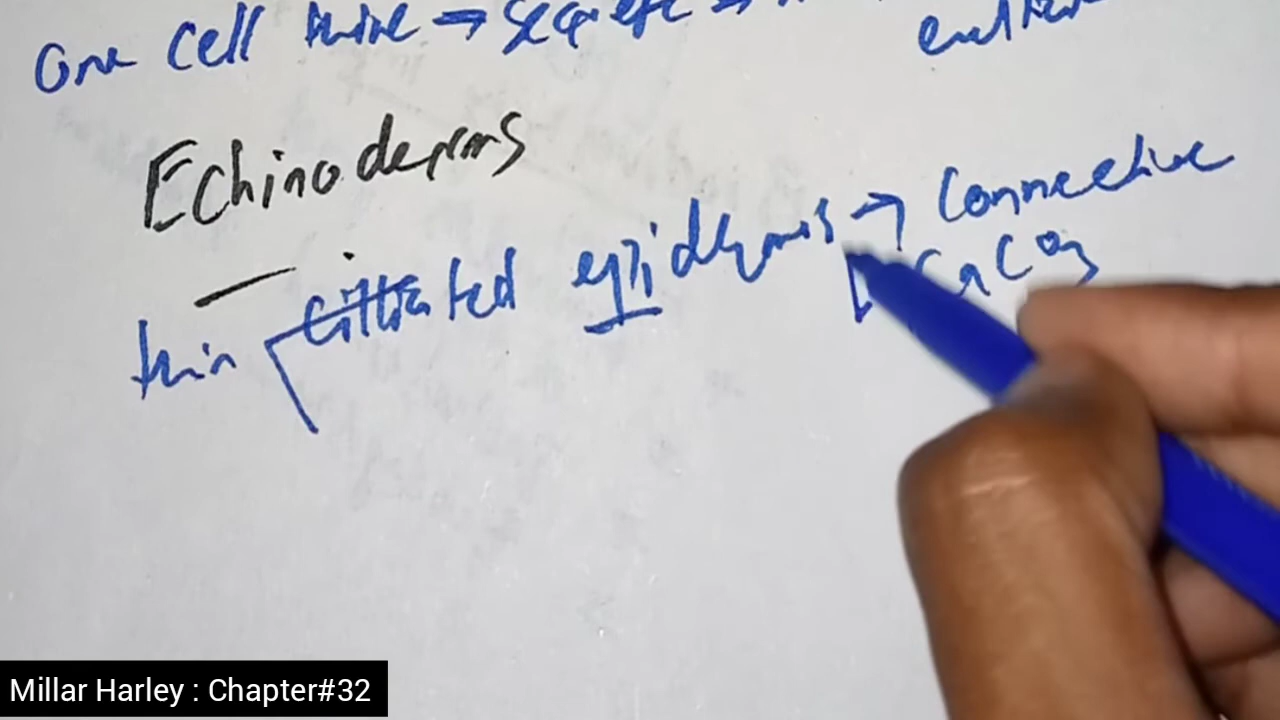 one cell thick →
Echinoderms
thin ciliated epidermis → Connective
CaCO3
Millar Harley : Chapter#32